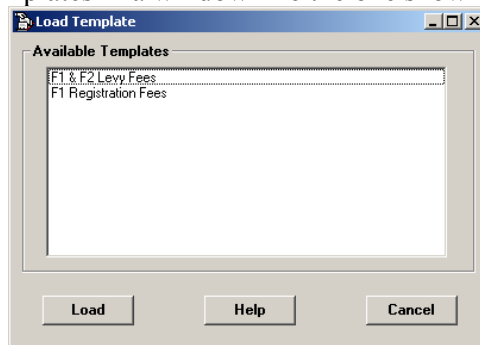 Load Template
Available Templates
F1 & F2 Levy Fees
F1 Registration Fees
Load Help Cancel